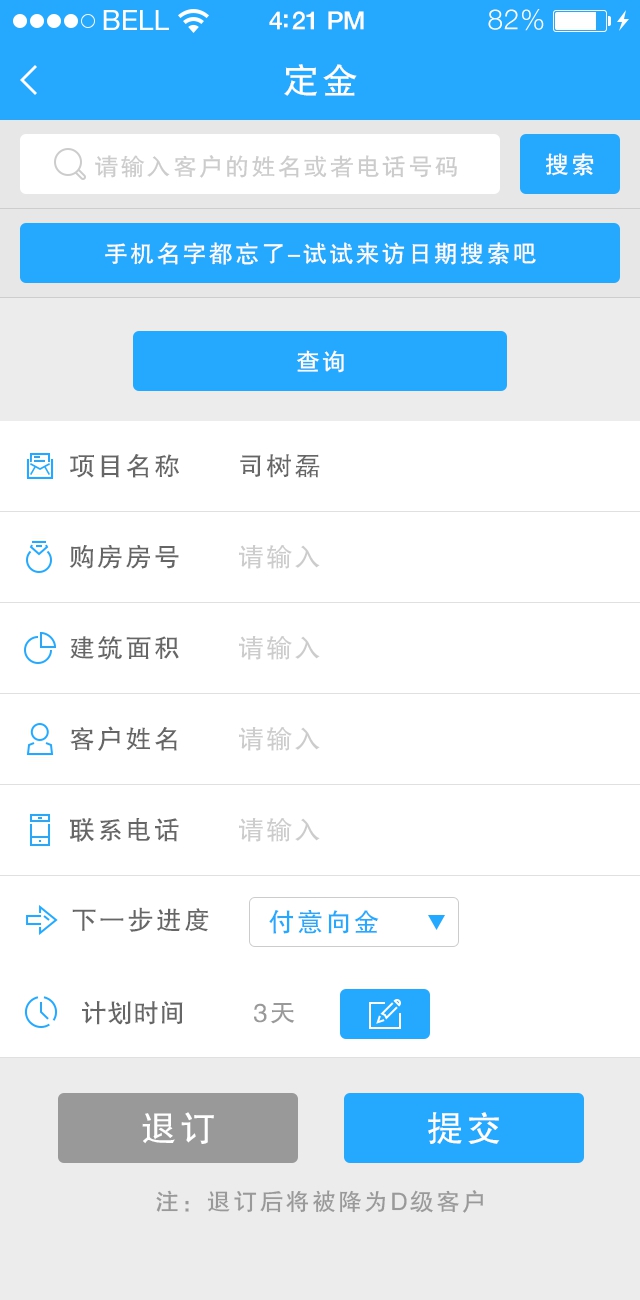 BELL 4:21 PM 82%
定金
请输入客户的姓名或者电话号码 搜索
手机名字都忘了-试试来访日期搜索吧
查询
项目名称 司树磊
购房房号 请输入
建筑面积 请输入
客户姓名 请输入
联系电话 请输入
下一步进度 付意向金
计划时间 3天
退订 提交
注：退订后将被降为D级客户